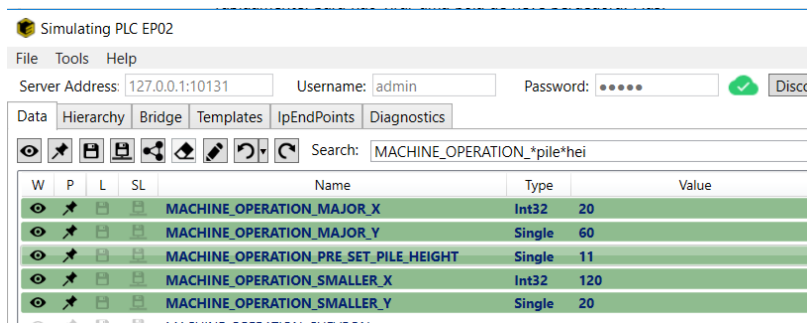 Simulating PLC EP02
File Tools Help
Server Address: 127.0.0.1:10131 Username: admin Password: ●●●●● Disco
Data Hierarchy Bridge Templates IpEndPoints Diagnostics
Search: MACHINE_OPERATION_*pile*hei
W P L SL Name Type Value
MACHINE_OPERATION_MAJOR_X Int32 20
MACHINE_OPERATION_MAJOR_Y Single 60
MACHINE_OPERATION_PRE_SET_PILE_HEIGHT Single 11
MACHINE_OPERATION_SMALLER_X Int32 120
MACHINE_OPERATION_SMALLER_Y Single 20